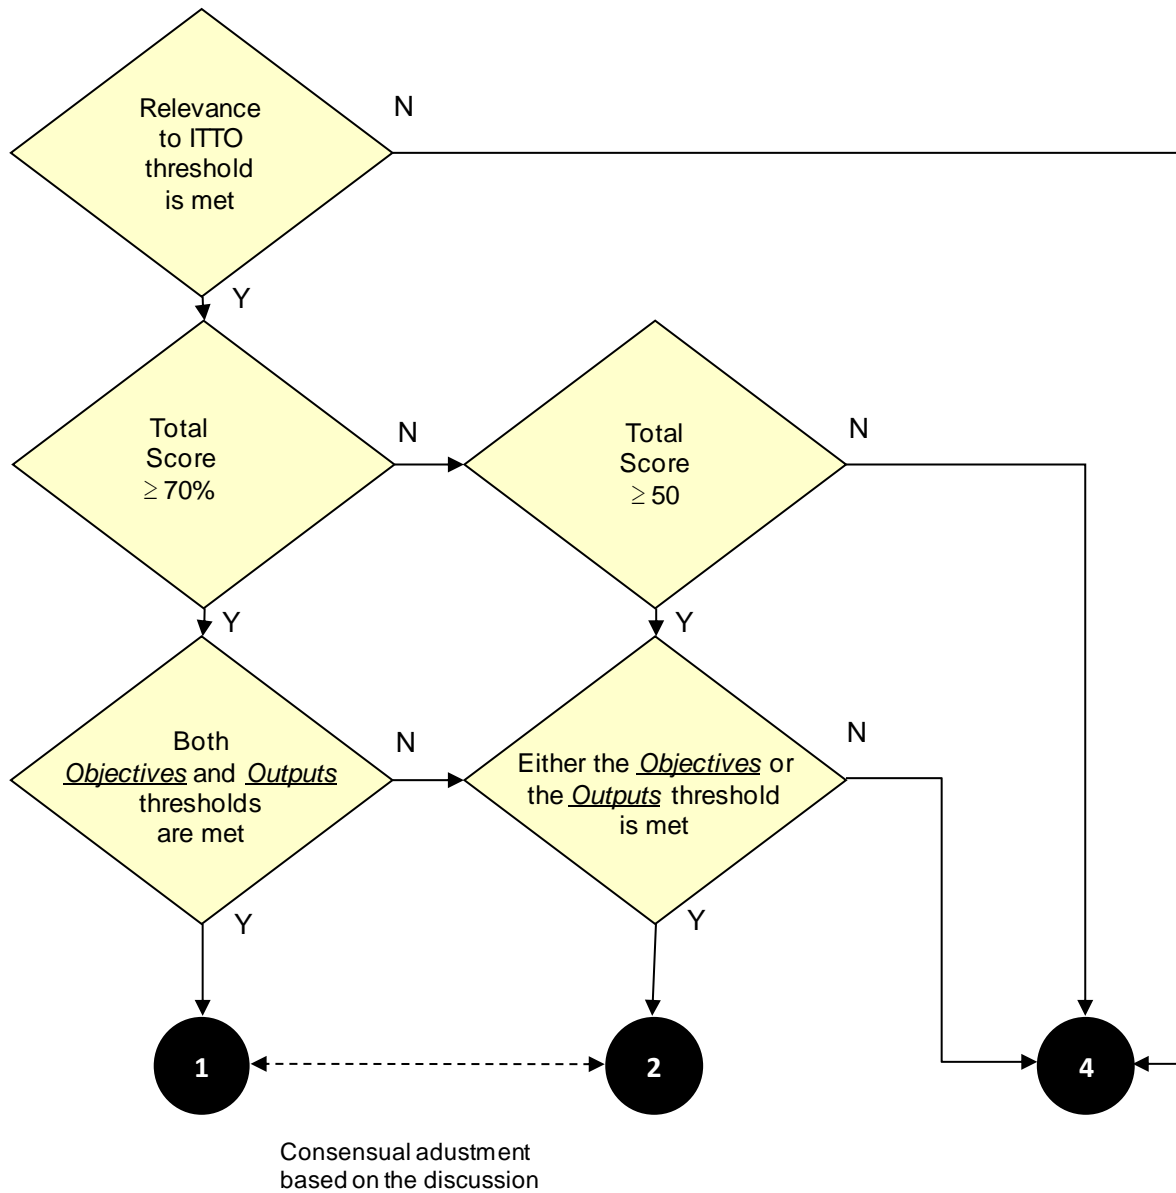 Relevance
to ITTO
threshold
is met
N
Y
Total
Score
≥ 70%
N
Total
Score
≥ 50
N
Y
Y
Both
Objectives and Outputs
thresholds
are met
N
Either the Objectives or
the Outputs threshold
is met
N
Y
Y
1
2
4
Consensual adustment
based on the discussion